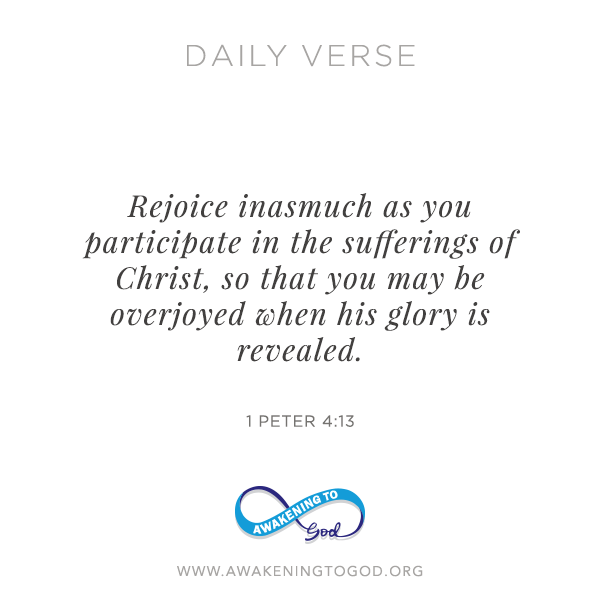 DAILY VERSE
Rejoice inasmuch as you
participate in the sufferings of
Christ, so that you may be
overjoyed when his glory is
revealed.
1 PETER 4:13
AWAKENING TO
God
WWW.AWAKENINGTOGOD.ORG